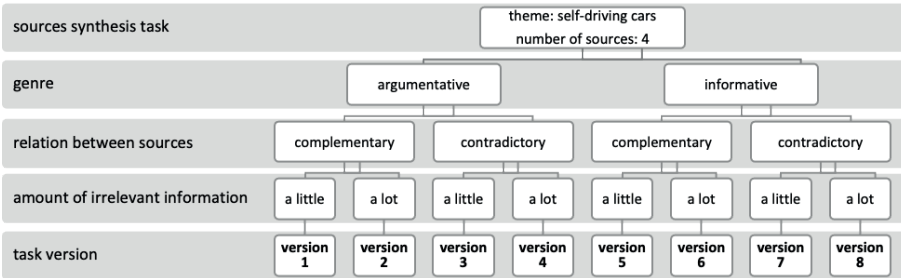 sources synthesis task
theme: self-driving cars
number of sources: 4
genre
argumentative
informative
relation between sources
complementary
contradictory
complementary
contradictory
amount of irrelevant information
a little
a lot
a little
a lot
a little
a lot
a little
a lot
task version
version
1
version
2
version
3
version
4
version
5
version
6
version
7
version
8